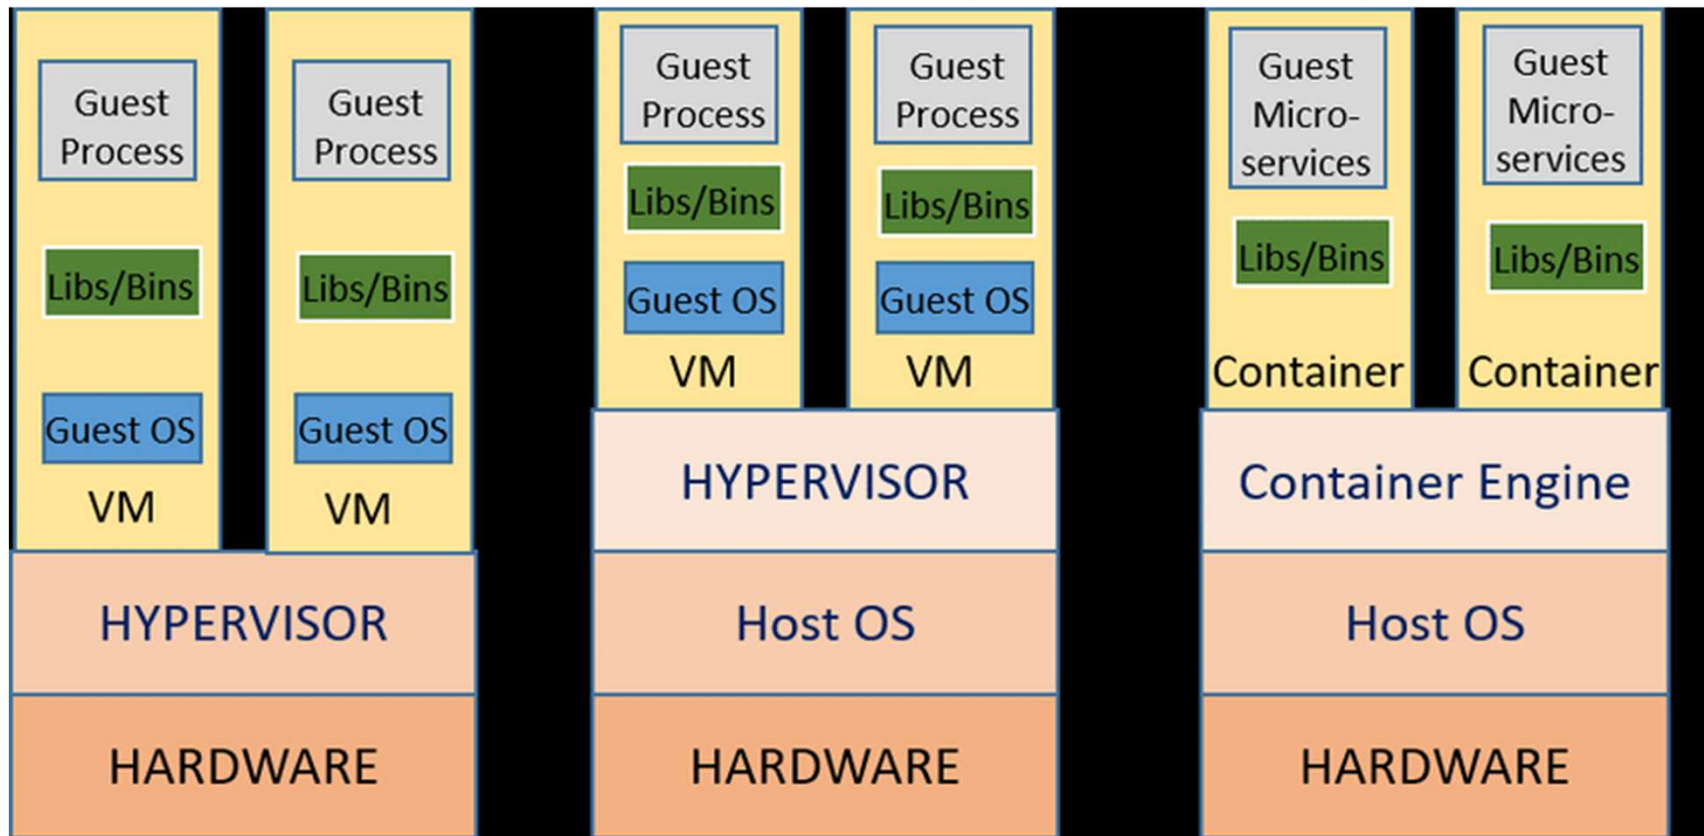 Guest
Process
Libs/Bins
Guest OS
VM
Guest
Process
Libs/Bins
Guest OS
VM
HYPERVISOR
HARDWARE
Guest
Process
Libs/Bins
Guest OS
VM
Guest
Process
Libs/Bins
Guest OS
VM
HYPERVISOR
Host OS
HARDWARE
Guest
Micro-
services
Libs/Bins
Container
Guest
Micro-
services
Libs/Bins
Container
Container Engine
Host OS
HARDWARE